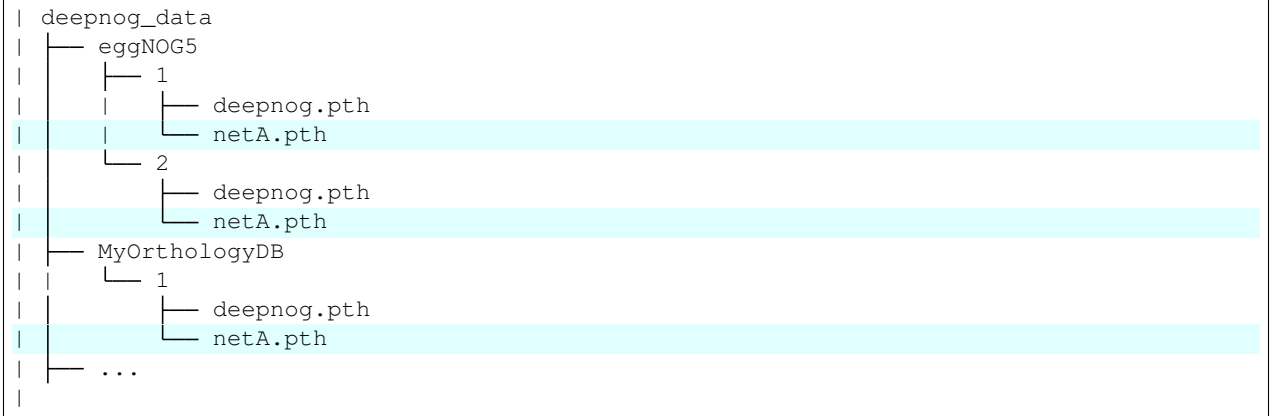 | deepnog_data
| ├── eggNOG5
| │   ├── 1
| │   |   ├── deepnog.pth
| │   |   └── netA.pth
| │   └── 2
| │       ├── deepnog.pth
| │       └── netA.pth
| ├── MyOrthologyDB
| |   └── 1
| │       ├── deepnog.pth
| │       └── netA.pth
| ├── ...
|